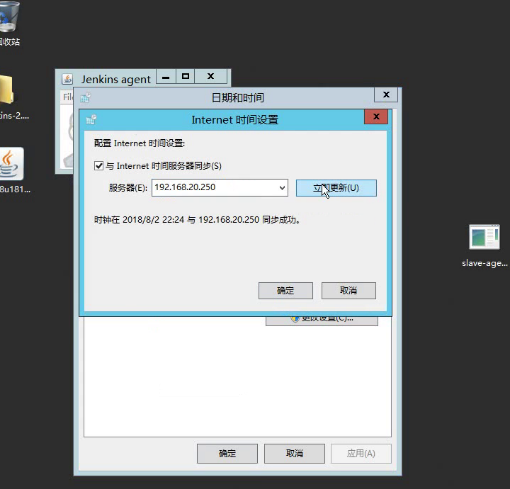 回收站
Jenkins agent
日期和时间
Internet 时间设置
配置 Internet 时间设置:
与 Internet 时间服务器同步(S)
服务器(E): 192.168.20.250
立即更新(U)
时钟在 2018/8/2 22:24 与 192.168.20.250 同步成功。
ins-2....
8u181...
slave-age...
确定
取消
更改设置(C)...
确定
取消
应用(A)